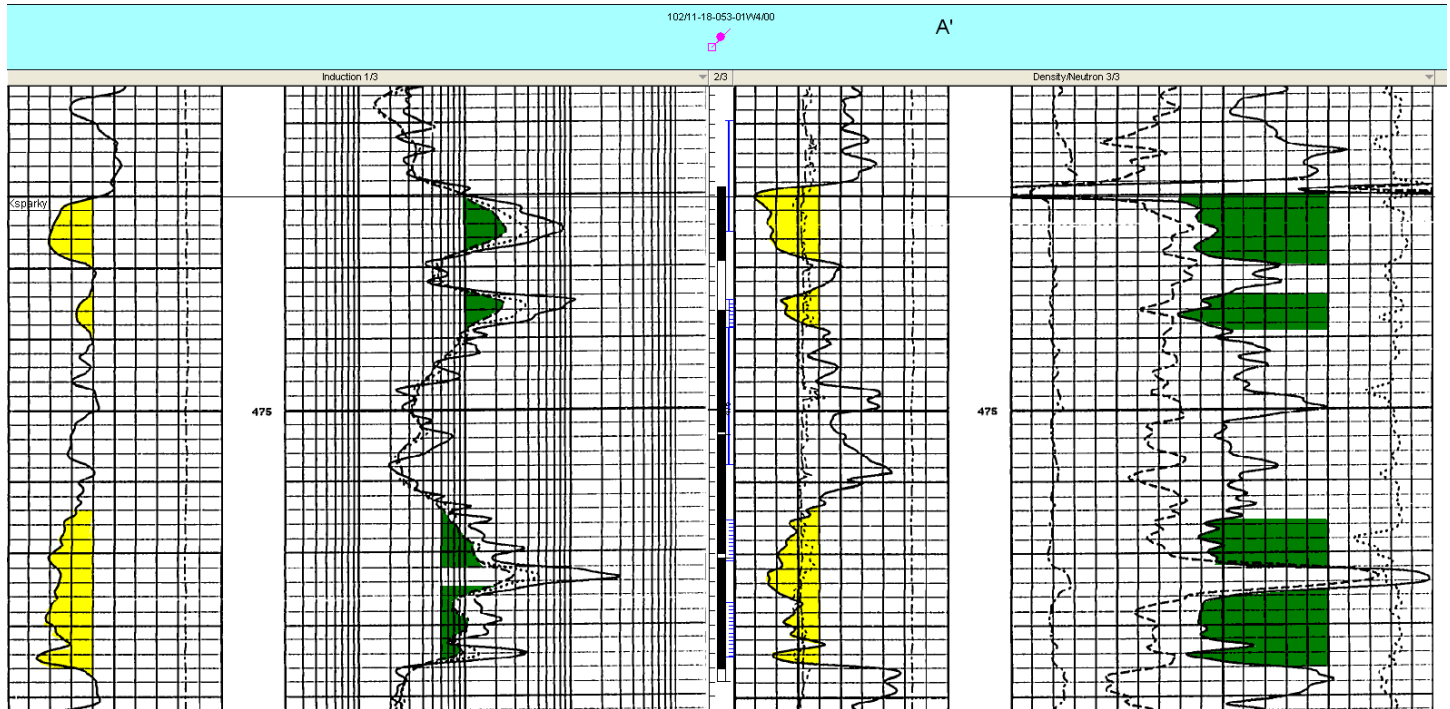 102/11-18-053-01W4/00
A'
Induction 1/3
2/3
Density/Neutron 3/3
Ksparky
475
475